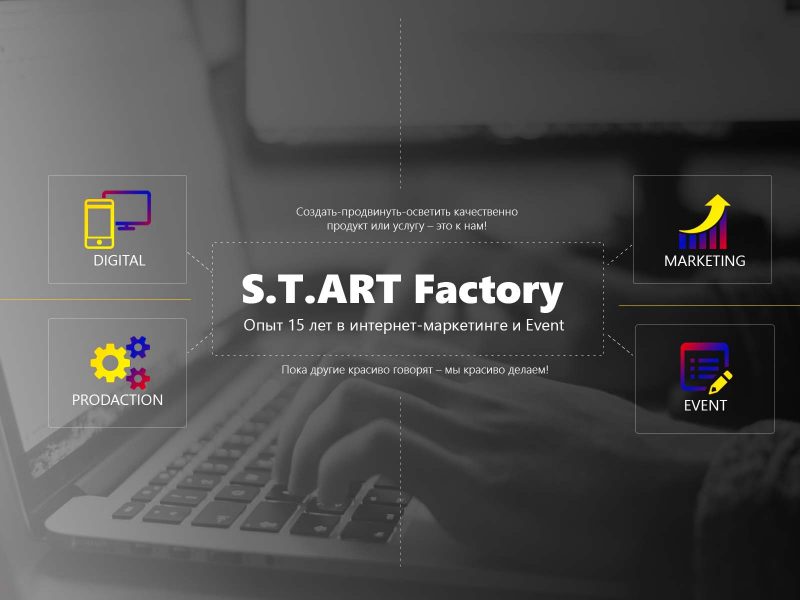 Создать-продвинуть-осветить качественно
продукт или услугу – это к нам!
DIGITAL
MARKETING
S.T.ART Factory
Опыт 15 лет в интернет-маркетинге и Event
Пока другие красиво говорят – мы красиво делаем!
PRODACTION
EVENT